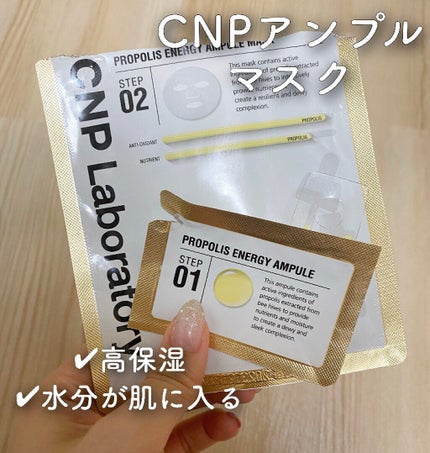 CNPアンプル
マスク
PROPOLIS ENERGY AMPULE MASK
STEP
02
This mask contains active
create a resilient and dewy
complexion.
PROPOLIS
ANTI-OXIDANT
PROPOLIS
NUTRIENT
CNP Laboratory
PROPOLIS ENERGY AMPULE
STEP
01
This ampule contains
active ingredients of
propolis extracted from
bee hives to provide
nutrients and moisture
to create a dewy and
sleek complexion.
✔高保湿
✔水分が肌に入る